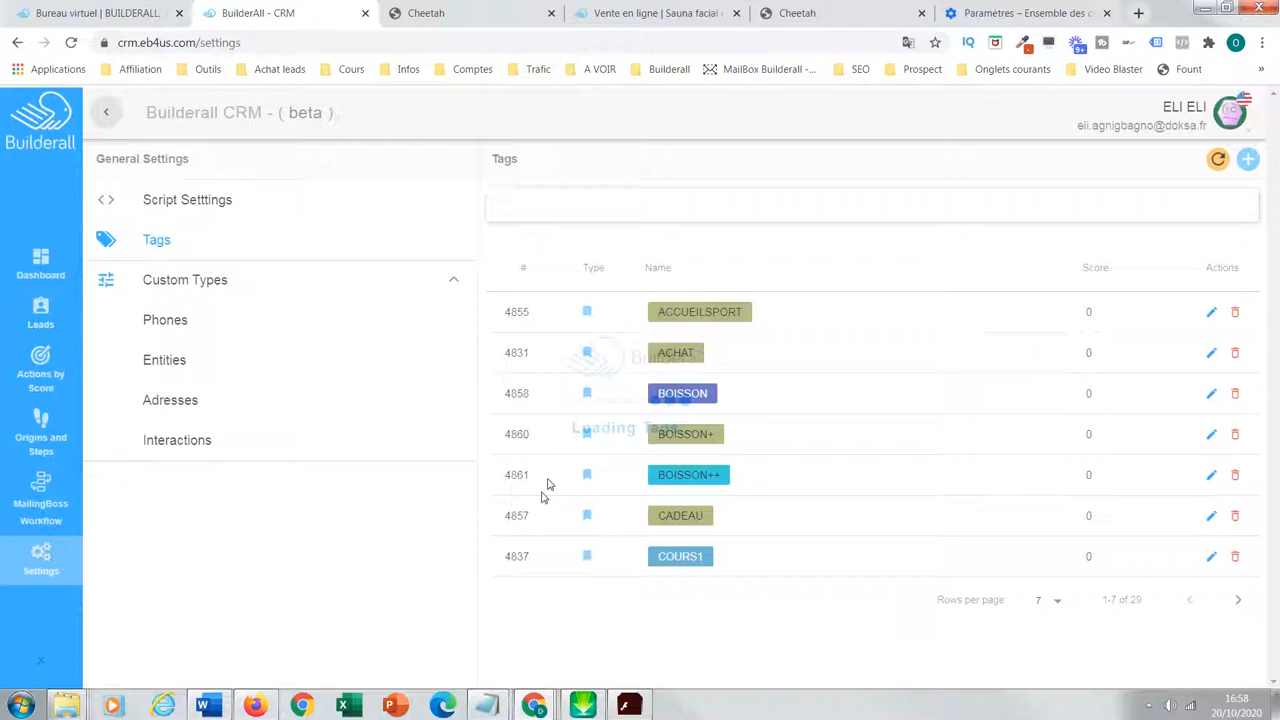 Bureau virtuel | BUILDERALL
BuilderAll - CRM
Cheetah
Vente en ligne | Sauna facial
crm.eb4us.com/settings
Applications
Affiliation
Outils
Achat leads
Cours
Infos
Comptes
Trafic
A VOIR
Builderall
MailBox Builderall -...
SEO
Prospect
Onglets courants
Video Blaster
Fount
Builderall
Builderall CRM - ( beta )
ELI ELI
eli.agnigbagno@doksa.fr
General Settings
Script Setttings
Tags
Custom Types
Phones
Entities
Adresses
Interactions
Dashboard
Leads
Actions by
Score
Origins and
Steps
MailingBoss
Workflow
Settings
x
Tags
# Type Name Score Actions
4855 ACCUEILSPORT 0
4831 ACHAT 0
4858 BOISSON 0
Loading Tags
4860 BOISSON+ 0
4861 BOISSON++ 0
4857 CADEAU 0
4837 COURS1 0
Rows per page 7 1-7 of 29
16:58
20/10/2020